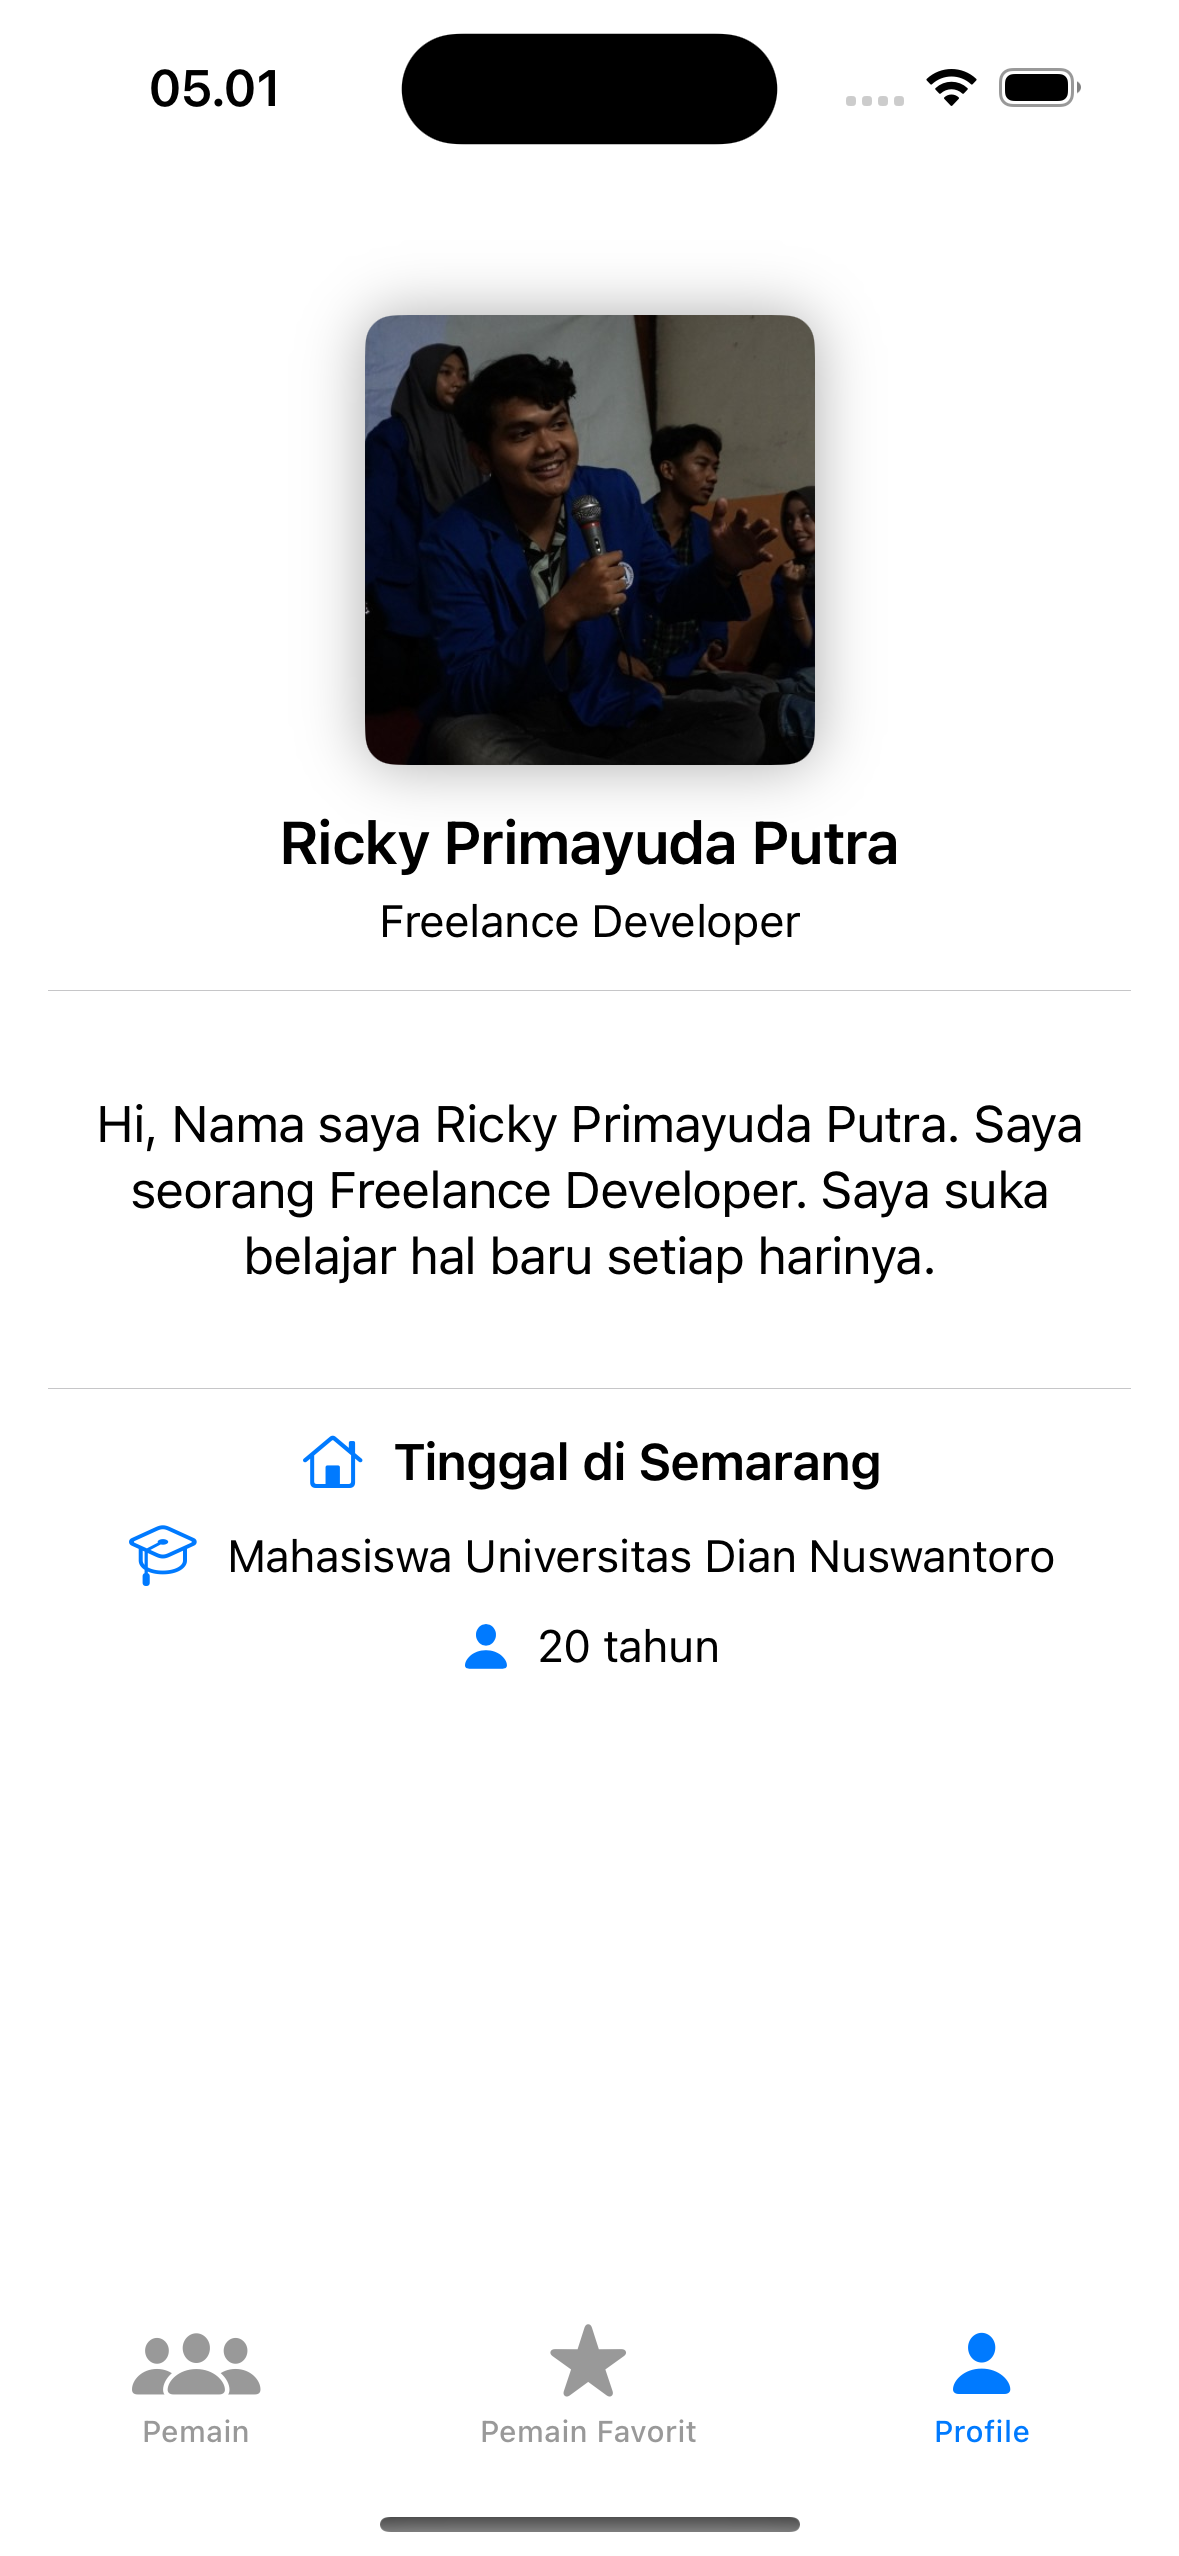 05.01
Ricky Primayuda Putra
Freelance Developer
Hi, Nama saya Ricky Primayuda Putra. Saya
seorang Freelance Developer. Saya suka
belajar hal baru setiap harinya.
Tinggal di Semarang
Mahasiswa Universitas Dian Nuswantoro
20 tahun
Pemain
Pemain Favorit
Profile